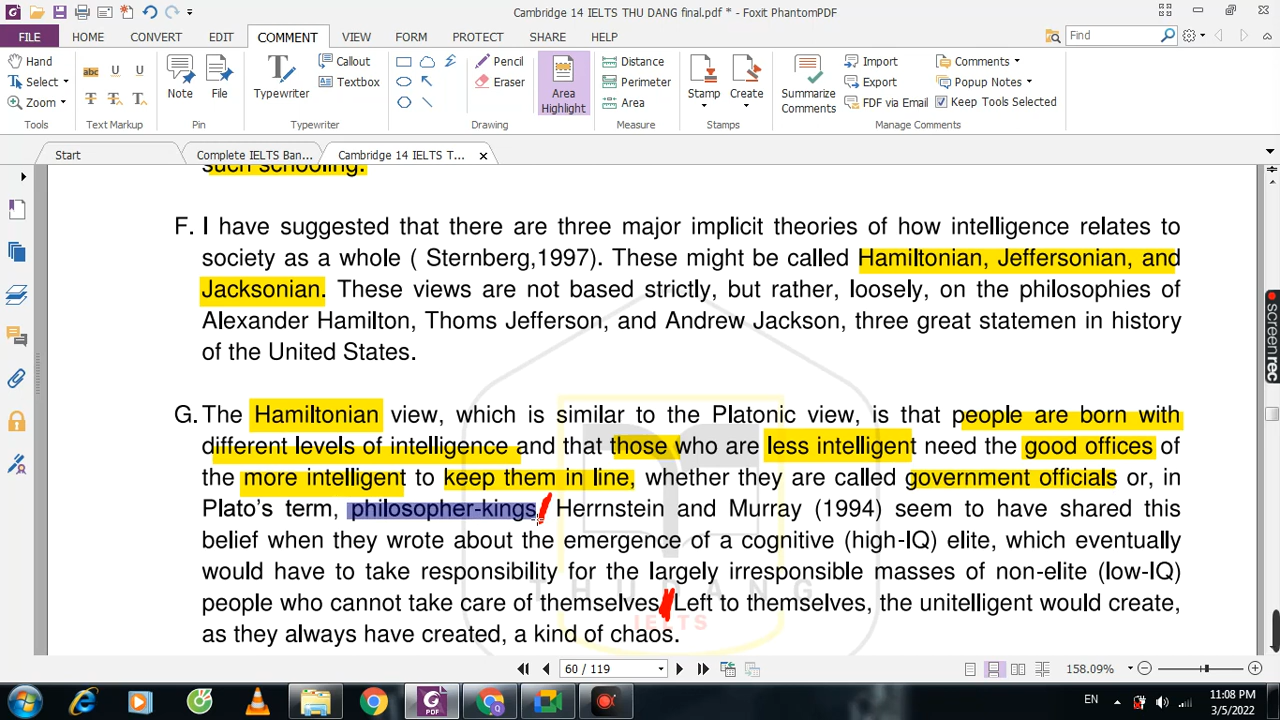 Cambridge 14 IELTS THU DANG final.pdf * - Foxit PhantomPDF
FILE HOME CONVERT EDIT COMMENT VIEW FORM PROTECT SHARE HELP Find
Hand
Select
Zoom
Tools
abc U U
T T T
Text Markup
Note File
Pin
Typewriter
Callout
Textbox
Typewriter
Pencil
Eraser
Area Highlight
Drawing
Distance
Perimeter
Area
Measure
Stamp Create
Stamps
Summarize Comments
Import
Export
FDF via Email
Comments
Popup Notes
Keep Tools Selected
Manage Comments
Start Complete IELTS Ban... Cambridge 14 IELTS T...
such schooling.
F. I have suggested that there are three major implicit theories of how intelligence relates to
society as a whole ( Sternberg,1997). These might be called Hamiltonian, Jeffersonian, and
Jacksonian. These views are not based strictly, but rather, loosely, on the philosophies of
Alexander Hamilton, Thoms Jefferson, and Andrew Jackson, three great statemen in history
of the United States.
G. The Hamiltonian view, which is similar to the Platonic view, is that people are born with
different levels of intelligence and that those who are less intelligent need the good offices of
the more intelligent to keep them in line, whether they are called government officials or, in
Plato's term, philosopher-kings. Herrnstein and Murray (1994) seem to have shared this
belief when they wrote about the emergence of a cognitive (high-IQ) elite, which eventually
would have to take responsibility for the largely irresponsible masses of non-elite (low-IQ)
people who cannot take care of themselves. Left to themselves, the unitelligent would create,
as they always have created, a kind of chaos.
THU DANG
IELTS
screenrec
60 / 119 158.09%
EN 11:08 PM
3/5/2022